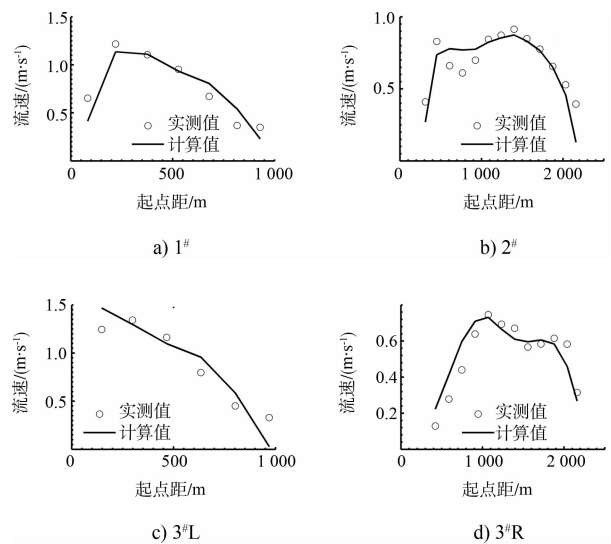 1.5
1.0
0.5
流速/(m·s⁻¹)
实测值
计算值
0
500
1 000
起点距/m
a) 1#
1.0
0.5
流速/(m·s⁻¹)
实测值
计算值
0
1 000
2 000
起点距/m
b) 2#
1.5
1.0
0.5
流速/(m·s⁻¹)
实测值
计算值
0
500
1 000
起点距/m
c) 3#L
0.6
0.4
0.2
流速/(m·s⁻¹)
实测值
计算值
0
1 000
2 000
起点距/m
d) 3#R